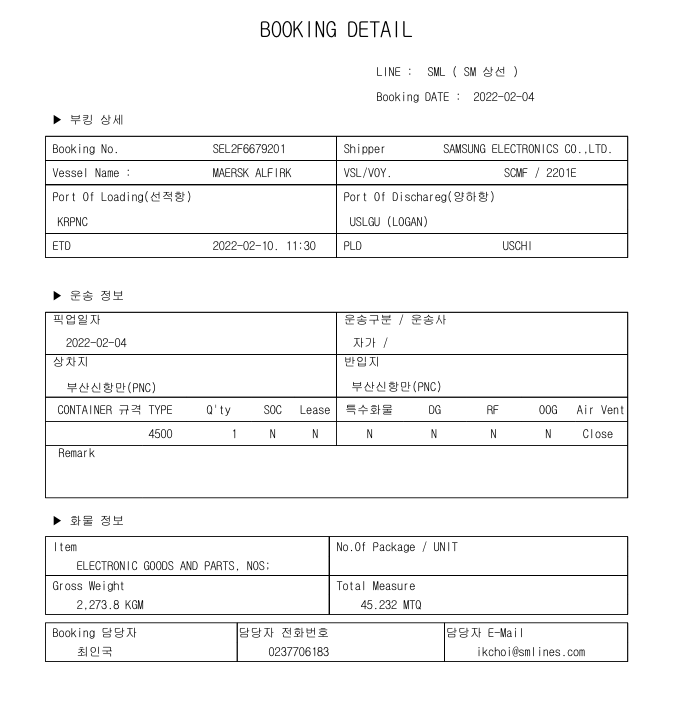 BOOKING DETAIL
LINE : SML ( SM 상선 )
Booking DATE : 2022-02-04
▶ 부킹 상세
Booking No. SEL2F6679201 Shipper SAMSUNG ELECTRONICS CO.,LTD.
Vessel Name : MAERSK ALFIRK VSL/VOY. SCMF / 2201E
Port Of Loading(선적항) Port Of Dischareg(양하항)
KRPNC USLGU (LOGAN)
ETD 2022-02-10. 11:30 PLD USCHI
▶ 운송 정보
픽업일자 운송구분 / 운송사
2022-02-04 자가 /
상차지 반입지
부산신항만(PNC) 부산신항만(PNC)
CONTAINER 규격 TYPE Q'ty SOC Lease 특수화물 DG RF OOG Air Vent
4500 1 N N N N N N Close
Remark
▶ 화물 정보
Item No.Of Package / UNIT
ELECTRONIC GOODS AND PARTS, NOS;
Gross Weight Total Measure
2,273.8 KGM 45.232 MTQ
Booking 담당자 담당자 전화번호 담당자 E-Mail
최인국 0237706183 ikchoi@smlines.com